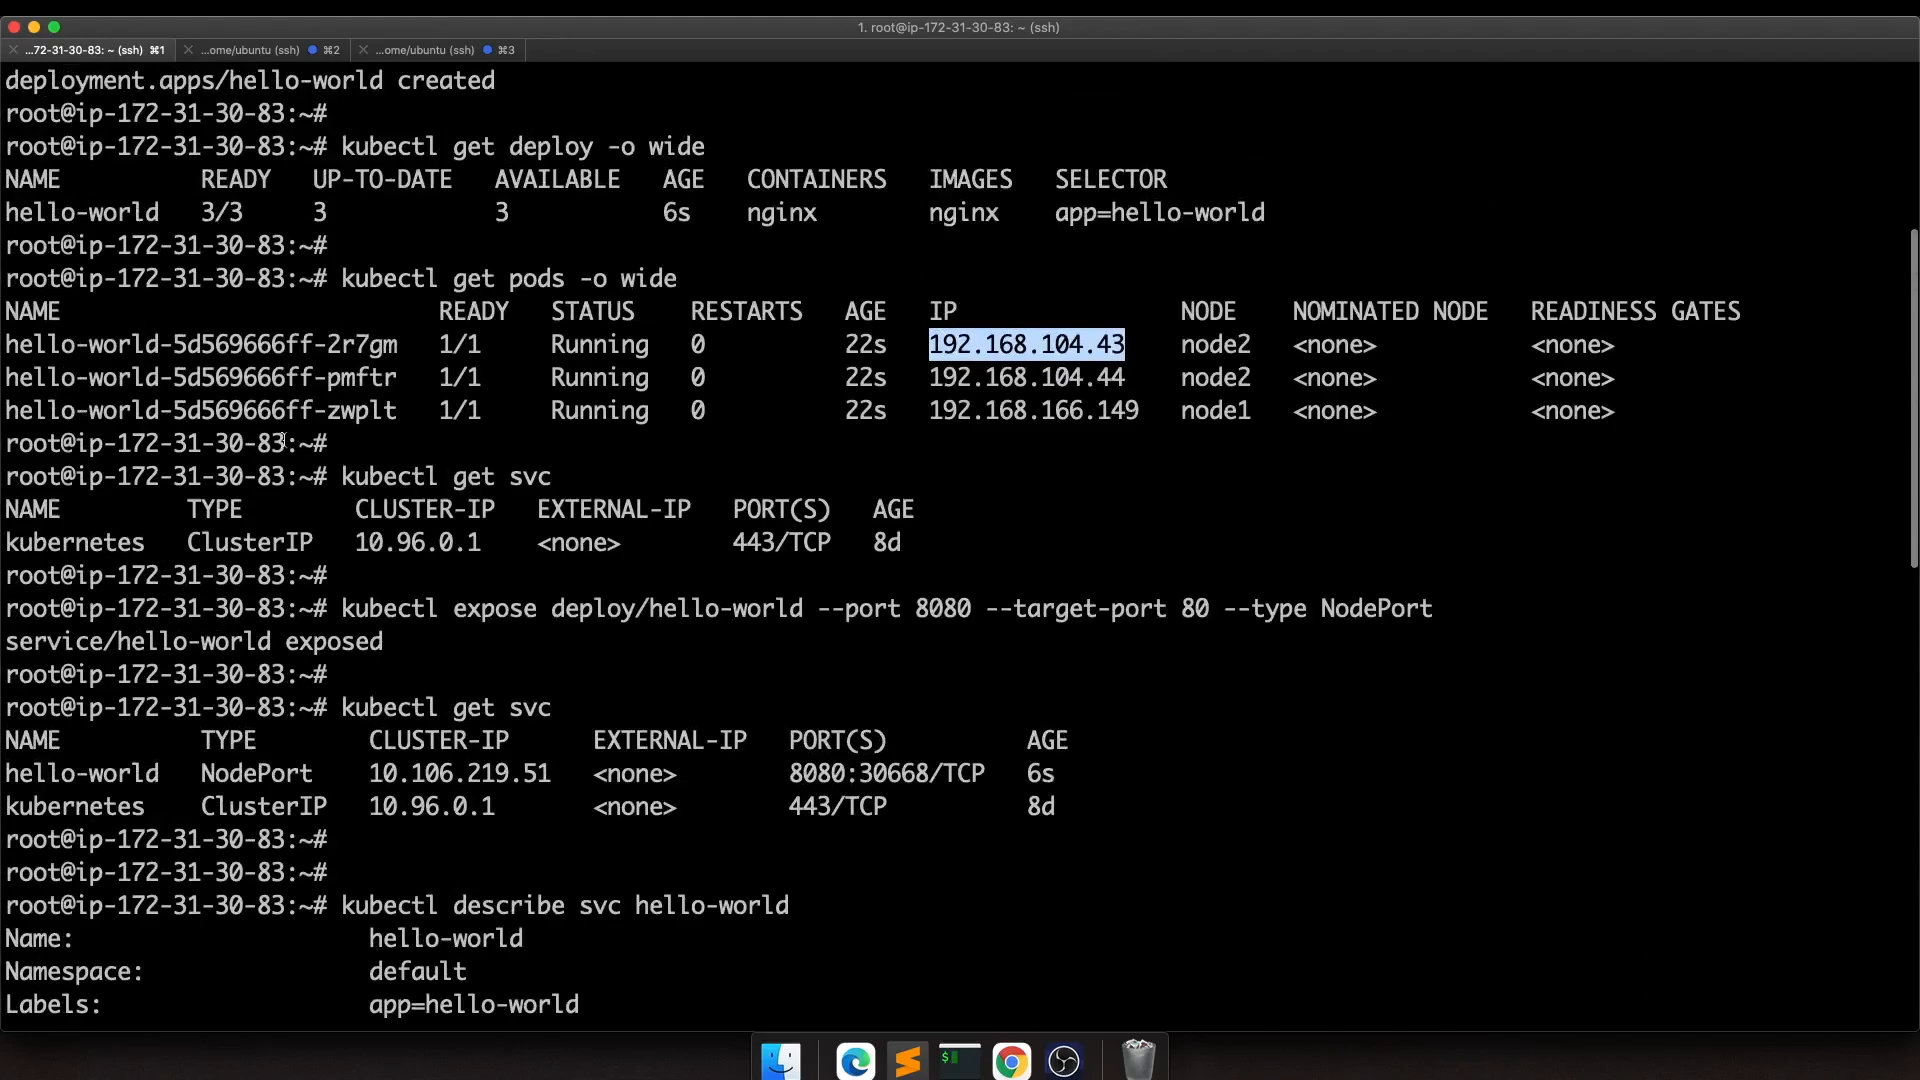 1. root@ip-172-31-30-83: ~ (ssh)
...72-31-30-83: ~ (ssh) ⌘1 ...ome/ubuntu (ssh) ⌘2 ...ome/ubuntu (ssh) ⌘3
deployment.apps/hello-world created
root@ip-172-31-30-83:~#
root@ip-172-31-30-83:~# kubectl get deploy -o wide
NAME READY UP-TO-DATE AVAILABLE AGE CONTAINERS IMAGES SELECTOR
hello-world 3/3 3 3 6s nginx nginx app=hello-world
root@ip-172-31-30-83:~#
root@ip-172-31-30-83:~# kubectl get pods -o wide
NAME READY STATUS RESTARTS AGE IP NODE NOMINATED NODE READINESS GATES
hello-world-5d569666ff-2r7gm 1/1 Running 0 22s 192.168.104.43 node2 <none> <none>
hello-world-5d569666ff-pmftr 1/1 Running 0 22s 192.168.104.44 node2 <none> <none>
hello-world-5d569666ff-zwplt 1/1 Running 0 22s 192.168.166.149 node1 <none> <none>
root@ip-172-31-30-83:~#
root@ip-172-31-30-83:~# kubectl get svc
NAME TYPE CLUSTER-IP EXTERNAL-IP PORT(S) AGE
kubernetes ClusterIP 10.96.0.1 <none> 443/TCP 8d
root@ip-172-31-30-83:~#
root@ip-172-31-30-83:~# kubectl expose deploy/hello-world --port 8080 --target-port 80 --type NodePort
service/hello-world exposed
root@ip-172-31-30-83:~#
root@ip-172-31-30-83:~# kubectl get svc
NAME TYPE CLUSTER-IP EXTERNAL-IP PORT(S) AGE
hello-world NodePort 10.106.219.51 <none> 8080:30668/TCP 6s
kubernetes ClusterIP 10.96.0.1 <none> 443/TCP 8d
root@ip-172-31-30-83:~#
root@ip-172-31-30-83:~#
root@ip-172-31-30-83:~# kubectl describe svc hello-world
Name: hello-world
Namespace: default
Labels: app=hello-world
$